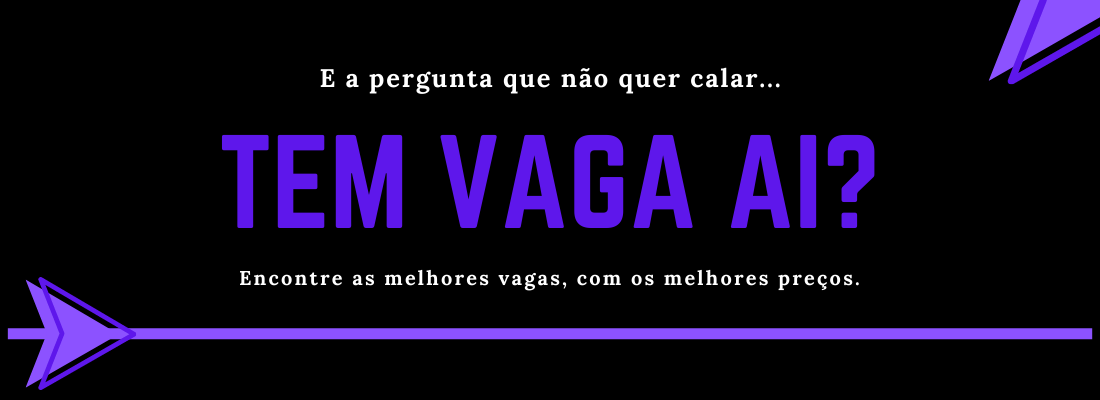 E a pergunta que não quer calar...
TEM VAGA AI?
Encontre as melhores vagas, com os melhores preços.